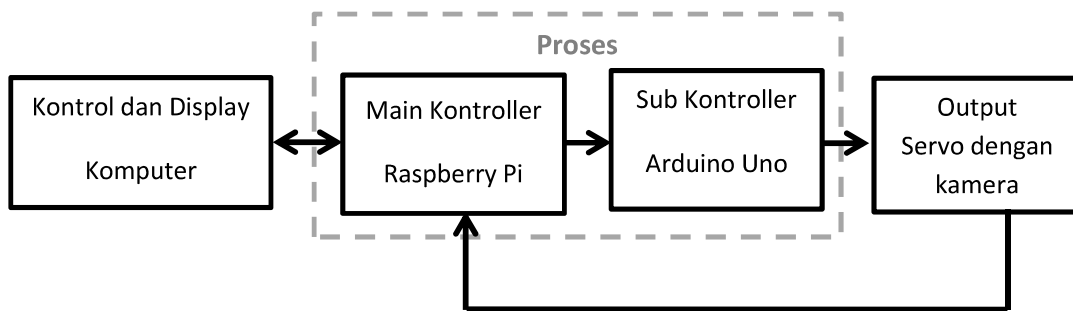 Proses
Kontrol dan Display
Komputer
Main Kontroller
Raspberry Pi
Sub Kontroller
Arduino Uno
Output
Servo dengan
kamera